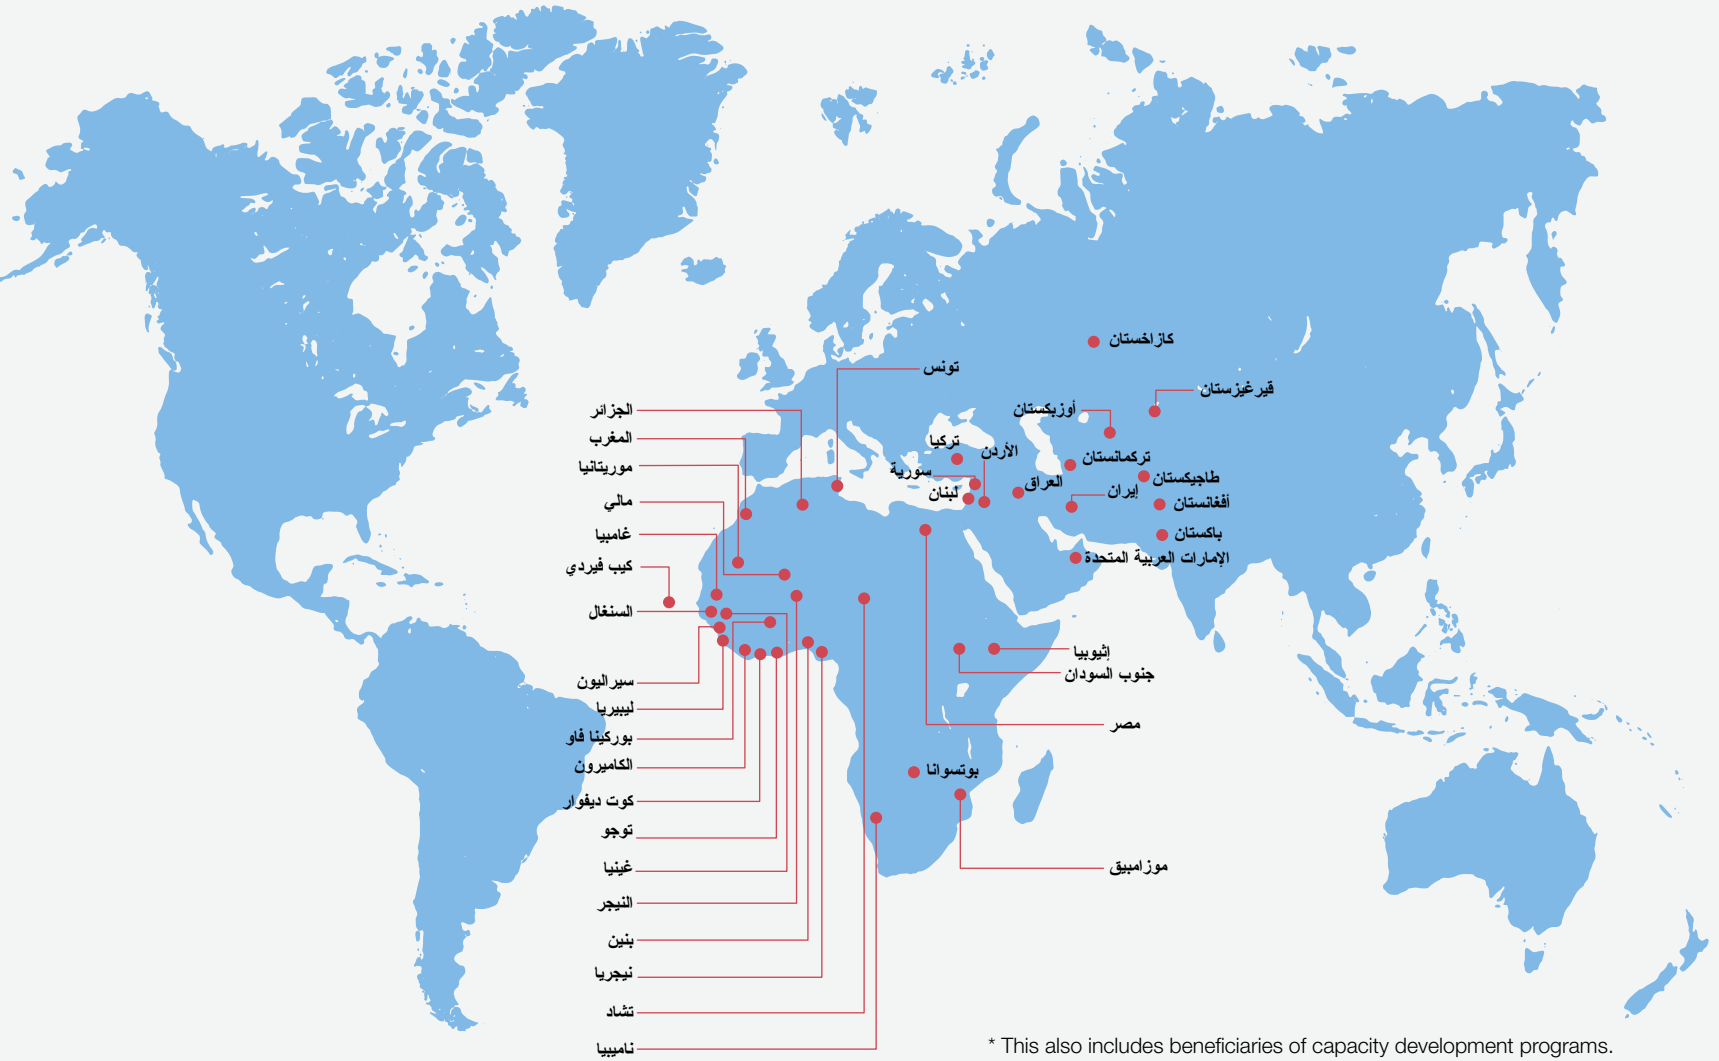 كازاخستان
تونس
قيرغيزستان
أوزبكستان
الجزائر
المغرب
تركيا
الأردن
تركمانستان
موريتانيا
سورية
طاجيكستان
العراق
إيران
لبنان
مالي
أفغانستان
غامبيا
باكستان
الإمارات العربية المتحدة
كيب فيردي
السنغال
إثيوبيا
جنوب السودان
سيراليون
ليبيريا
مصر
بوركينا فاو
الكاميرون
بوتسوانا
كوت ديفوار
توجو
غينيا
موزامبيق
النيجر
بنين
نيجريا
تشاد
ناميبيا
* This also includes beneficiaries of capacity development programs.